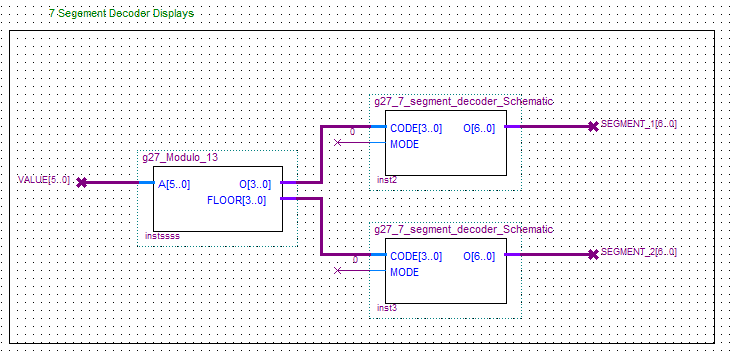 7 Segement Decoder Displays
g27_7_segment_decoder_Schematic
0
CODE[3..0] O[6..0]
MODE
inst2
SEGMENT_1[6..0]
g27_Modulo_13
VALUE[5..0]
A[5..0] O[3..0]
FLOOR[3..0]
instssss
g27_7_segment_decoder_Schematic
0
CODE[3..0] O[6..0]
MODE
inst3
SEGMENT_2[6..0]